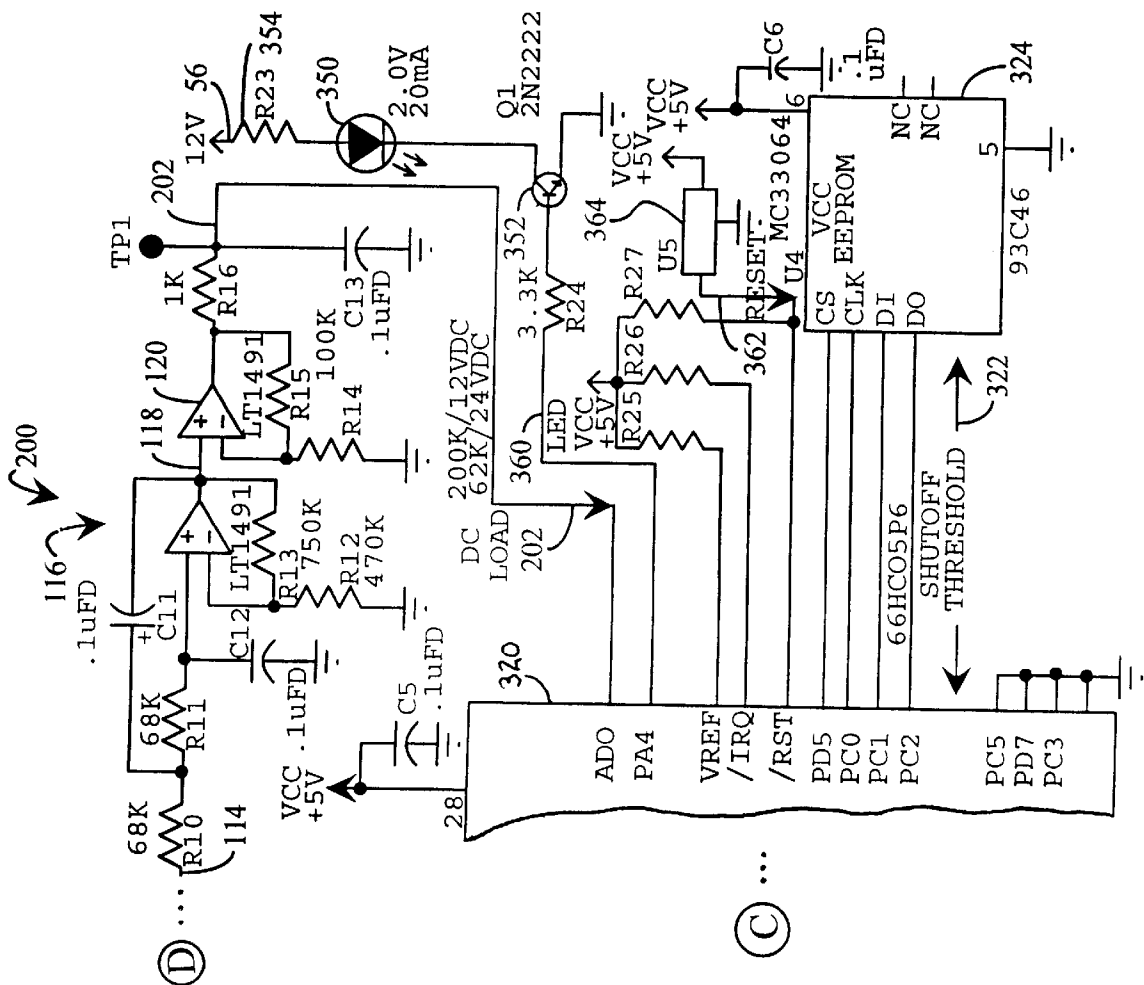 200
116
.1uFD
+
C11
118
120
TP1
202
12V
56
R23
354
350
2.0V
20mA
68K
R10
114
68K
R11
C12
.1uFD
+
-
LT1491
R13
750K
R12
470K
+
-
LT1491
R15
100K
R14
1K
R16
C13
.1uFD
D ...
VCC
+5V
C5
.1uFD
DC
LOAD
202
200K/12VDC
62K/24VDC
360
LED
3.3K
R24
352
Q1
2N2222
28
320
VCC
+5V
R25
R26
R27
U5
364
VCC
+5V
362
RESET
VCC
+5V
C6
.1
uFD
ADO
PA4
VREF
/IRQ
/RST
PD5
PC0
PC1
PC2
PC5
PD7
PC3
66HCO5P6
SHUTOFF
THRESHOLD
322
U4
MC33064
6
CS
CLK
DI
DO
VCC
EEPROM
NC
NC
5
93C46
324
C ...